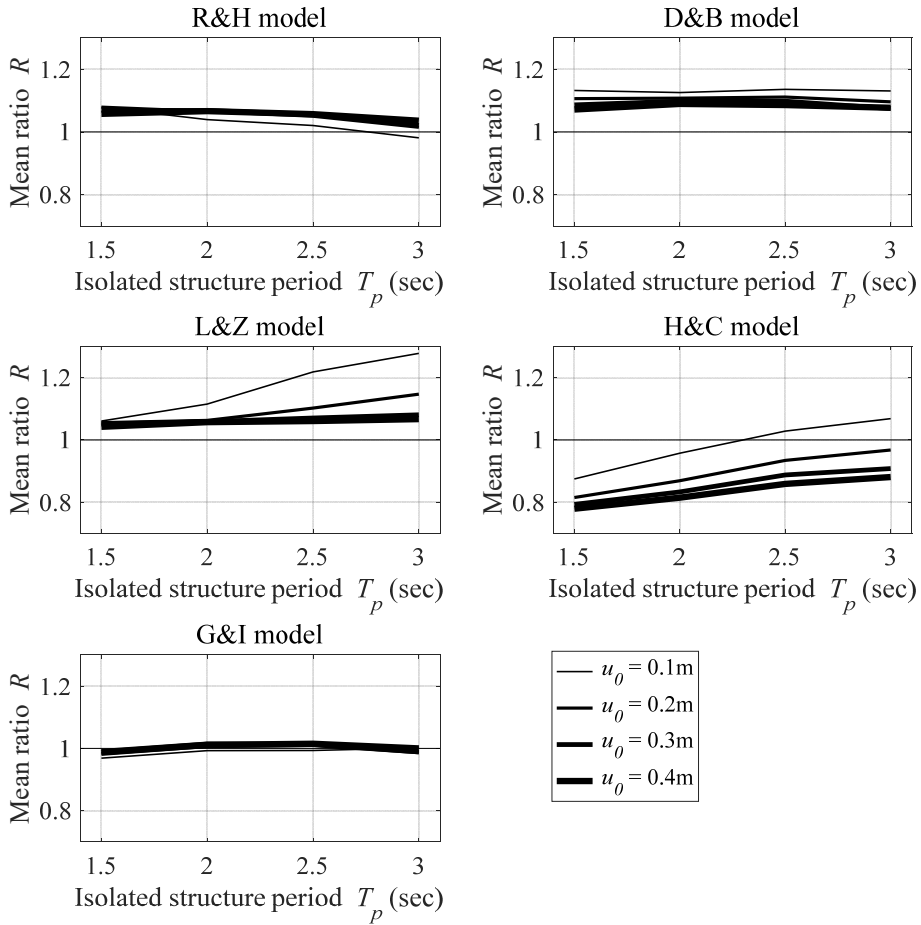 R&H model
Mean ratio R
1.2
1
0.8
1.5 2 2.5 3
Isolated structure period T_p (sec)
D&B model
Mean ratio R
1.2
1
0.8
1.5 2 2.5 3
Isolated structure period T_p (sec)
L&Z model
Mean ratio R
1.2
1
0.8
1.5 2 2.5 3
Isolated structure period T_p (sec)
H&C model
Mean ratio R
1.2
1
0.8
1.5 2 2.5 3
Isolated structure period T_p (sec)
G&I model
Mean ratio R
1.2
1
0.8
1.5 2 2.5 3
Isolated structure period T_p (sec)
u_0 = 0.1m
u_0 = 0.2m
u_0 = 0.3m
u_0 = 0.4m